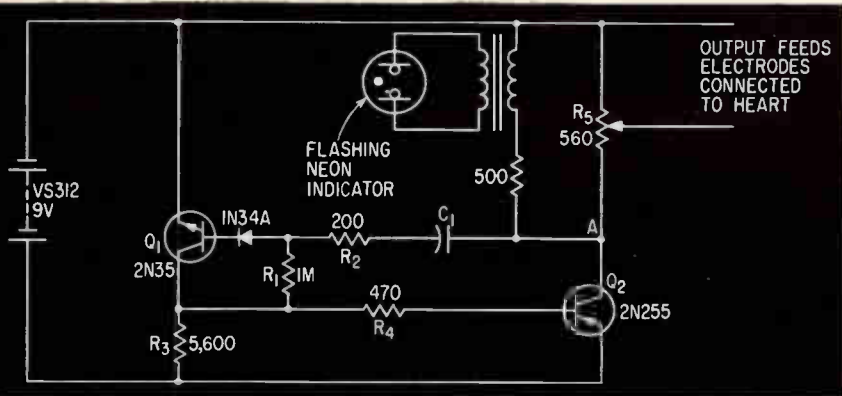 OUTPUT FEEDS
ELECTRODES
CONNECTED
TO HEART
R5
560
FLASHING
NEON
INDICATOR
500
VS312
9V
1N34A
200
C1
A
Q1
R2
2N35
R1
1M
470
Q2
2N255
R4
R3
5,600